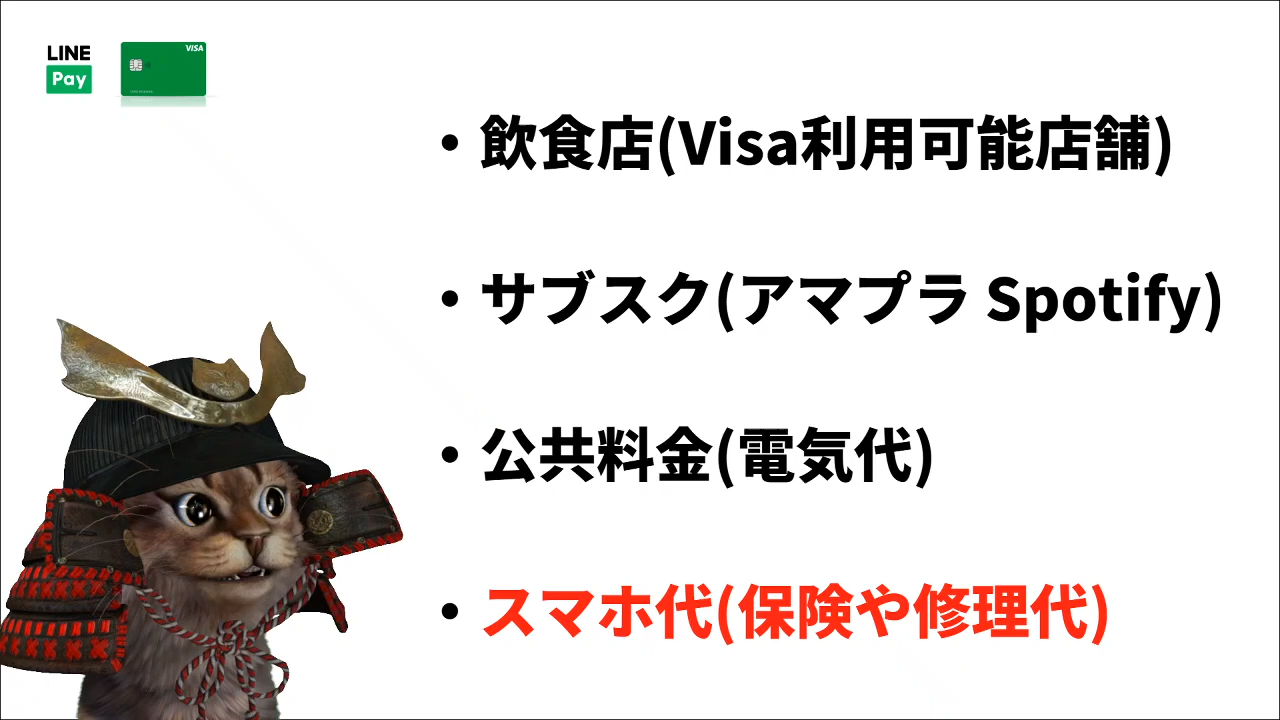 LINE
Pay
VISA
・飲食店(Visa利用可能店舗)
・サブスク(アマプラ Spotify)
・公共料金(電気代)
・スマホ代(保険や修理代)